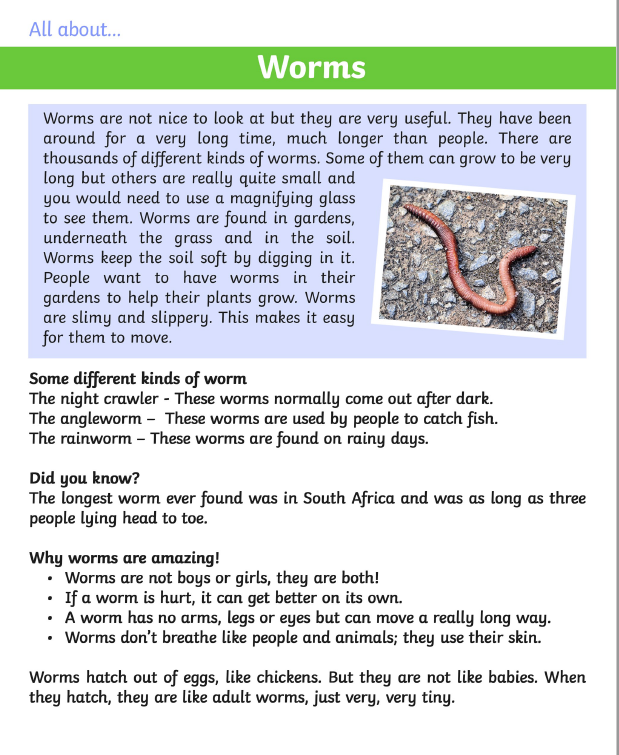 All about...
Worms
Worms are not nice to look at but they are very useful. They have been
around for a very long time, much longer than people. There are
thousands of different kinds of worms. Some of them can grow to be very
long but others are really quite small and
you would need to use a magnifying glass
to see them. Worms are found in gardens,
underneath the grass and in the soil.
Worms keep the soil soft by digging in it.
People want to have worms in their
gardens to help their plants grow. Worms
are slimy and slippery. This makes it easy
for them to move.
Some different kinds of worm
The night crawler - These worms normally come out after dark.
The angleworm –  These worms are used by people to catch fish.
The rainworm – These worms are found on rainy days.
Did you know?
The longest worm ever found was in South Africa and was as long as three
people lying head to toe.
Why worms are amazing!
• Worms are not boys or girls, they are both!
• If a worm is hurt, it can get better on its own.
• A worm has no arms, legs or eyes but can move a really long way.
• Worms don’t breathe like people and animals; they use their skin.
Worms hatch out of eggs, like chickens. But they are not like babies. When
they hatch, they are like adult worms, just very, very tiny.